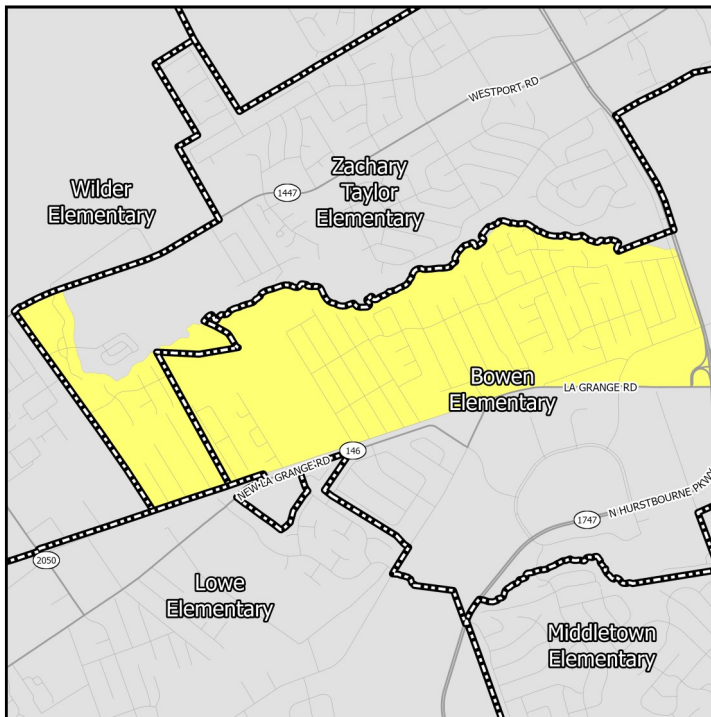 WESTPORT RD
1447
Zachary
Taylor
Elementary
Wilder
Elementary
Bowen
Elementary
LA GRANGE RD
146
NEW LA GRANGE RD
N HURSTBOURNE PKWY
1747
2050
Lowe
Elementary
Middletown
Elementary